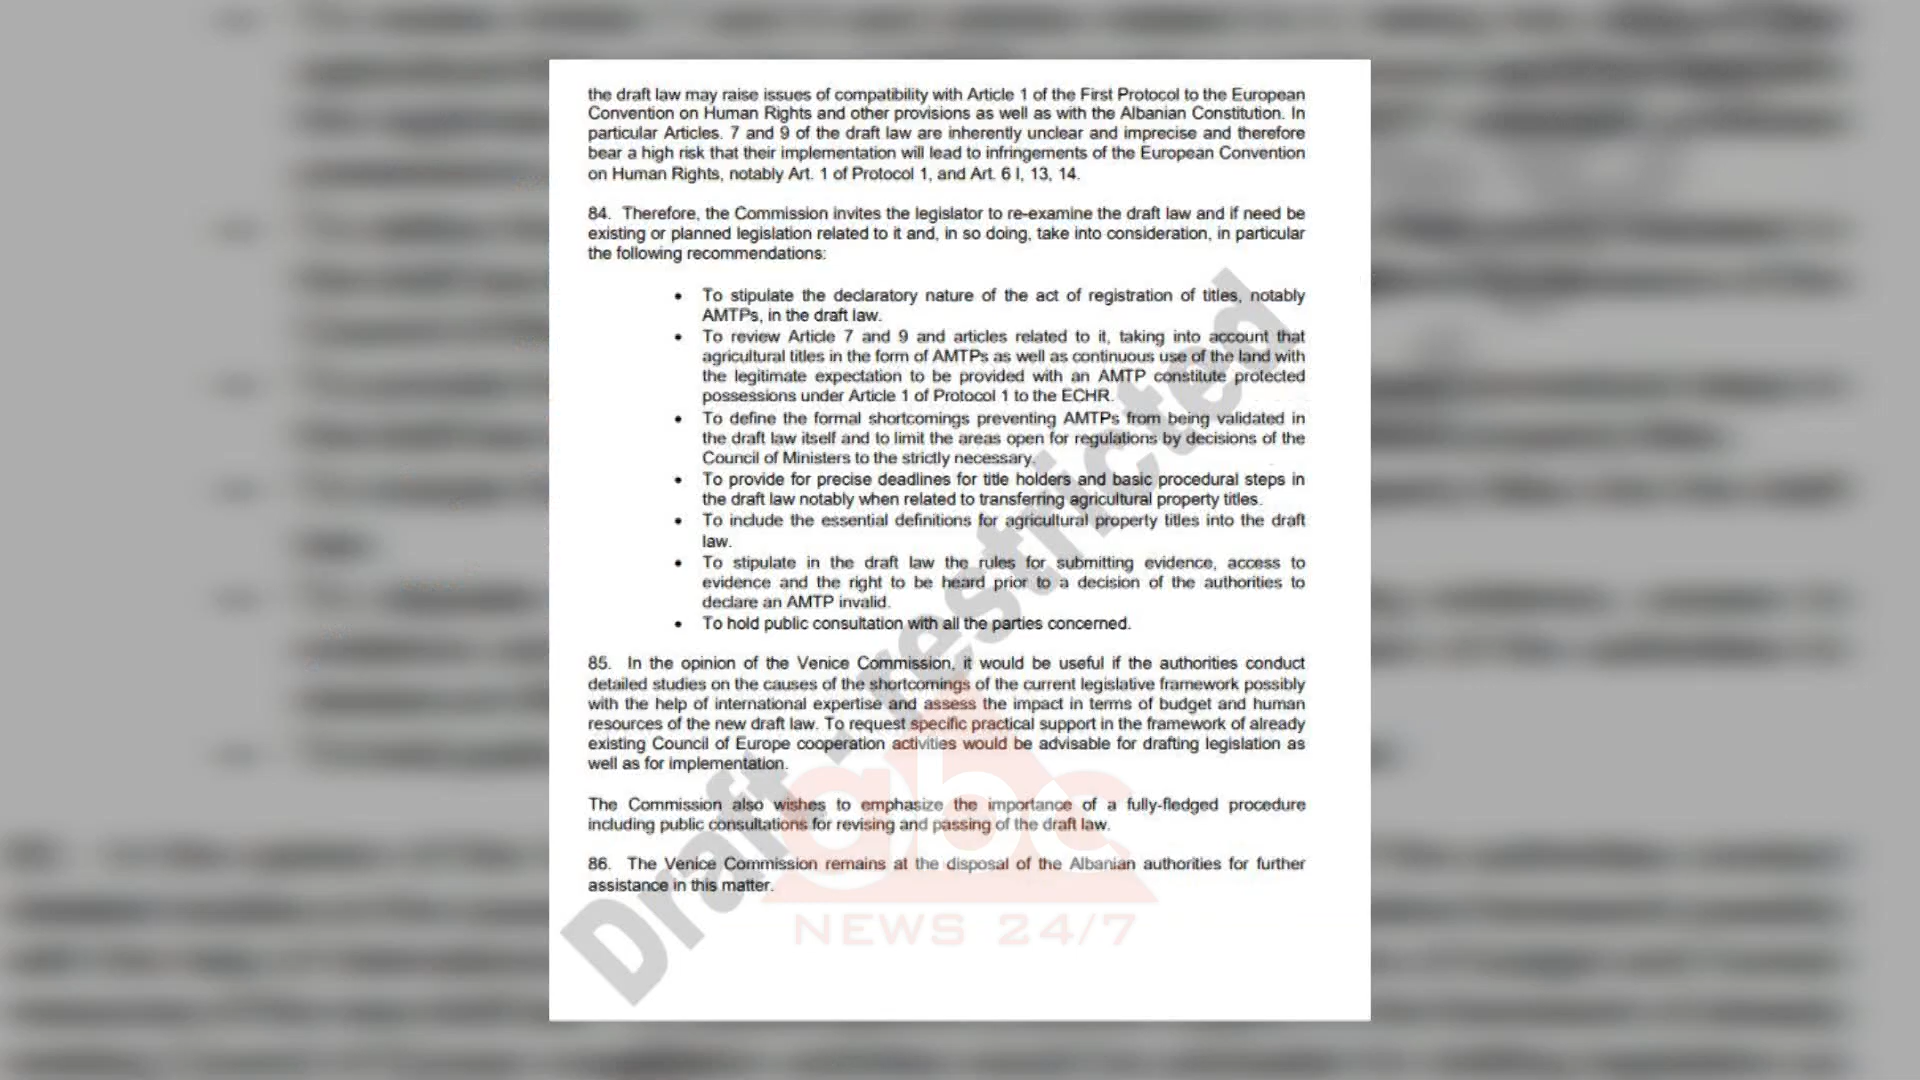 the draft law may raise issues of compatibility with Article 1 of the First Protocol to the European
Convention on Human Rights and other provisions as well as with the Albanian Constitution. In
particular Articles. 7 and 9 of the draft law are inherently unclear and imprecise and therefore
bear a high risk that their implementation will lead to infringements of the European Convention
on Human Rights, notably Art. 1 of Protocol 1, and Art. 6 I, 13, 14.
84. Therefore, the Commission invites the legislator to re-examine the draft law and if need be
existing or planned legislation related to it and, in so doing, take into consideration, in particular
the following recommendations:
• To stipulate the declaratory nature of the act of registration of titles, notably
AMTPs, in the draft law.
• To review Article 7 and 9 and articles related to it, taking into account that
agricultural titles in the form of AMTPs as well as continuous use of the land with
the legitimate expectation to be provided with an AMTP constitute protected
possessions under Article 1 of Protocol 1 to the ECHR.
• To define the formal shortcomings preventing AMTPs from being validated in
the draft law itself and to limit the areas open for regulations by decisions of the
Council of Ministers to the strictly necessary.
• To provide for precise deadlines for title holders and basic procedural steps in
the draft law notably when related to transferring agricultural property titles.
• To include the essential definitions for agricultural property titles into the draft
law.
• To stipulate in the draft law the rules for submitting evidence, access to
evidence and the right to be heard prior to a decision of the authorities to
declare an AMTP invalid.
• To hold public consultation with all the parties concerned.
85. In the opinion of the Venice Commission, it would be useful if the authorities conduct
detailed studies on the causes of the shortcomings of the current legislative framework possibly
with the help of international expertise and assess the impact in terms of budget and human
resources of the new draft law. To request specific practical support in the framework of already
existing Council of Europe cooperation activities would be advisable for drafting legislation as
well as for implementation.
The Commission also wishes to emphasize the importance of a fully-fledged procedure
including public consultations for revising and passing of the draft law.
86. The Venice Commission remains at the disposal of the Albanian authorities for further
assistance in this matter.
Draft - restricted
abc
NEWS 24/7